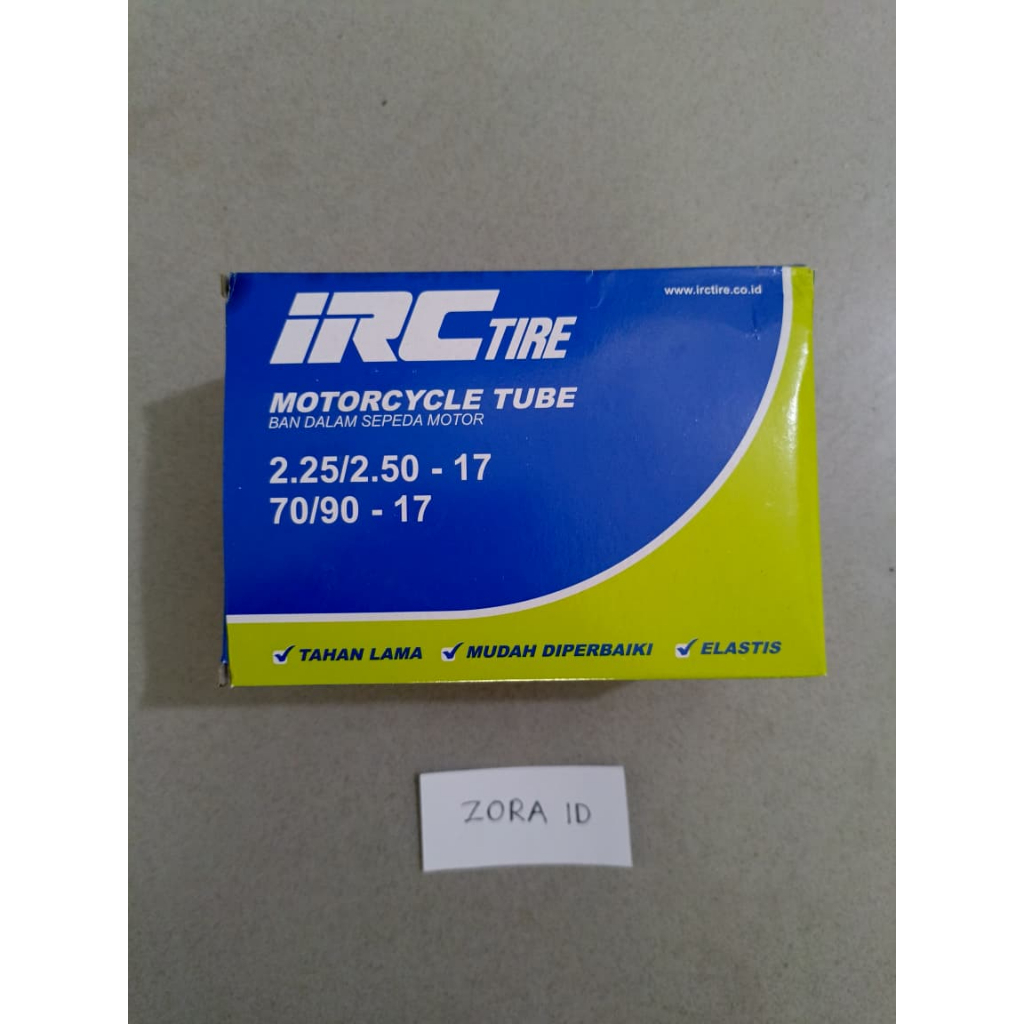 IRC TIRE
www.irctire.co.id
MOTORCYCLE TUBE
BAN DALAM SEPEDA MOTOR
2.25/2.50 - 17
70/90 - 17
TAHAN LAMA MUDAH DIPERBAIKI ELASTIS
ZORA ID